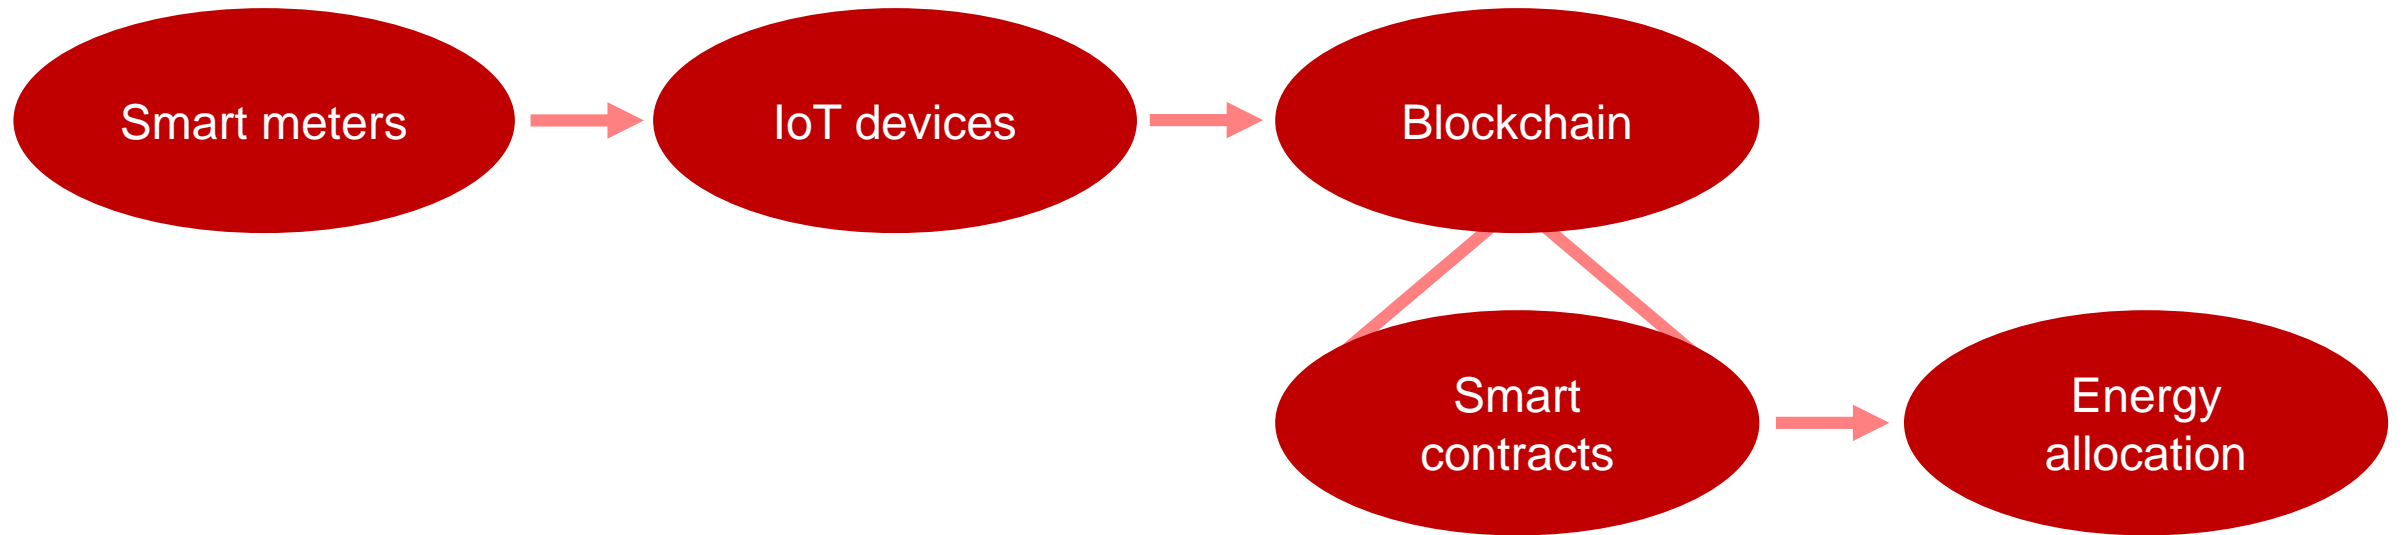 Smart meters
IoT devices
Blockchain
Smart
contracts
Energy
allocation